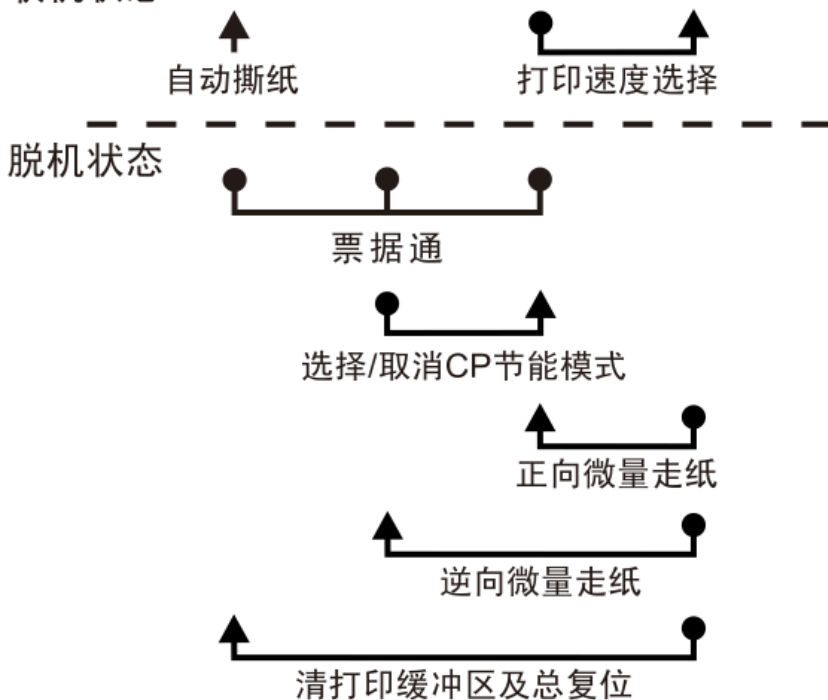 自动撕纸 打印速度选择
脱机状态
票据通
选择/取消CP节能模式
正向微量走纸
逆向微量走纸
清打印缓冲区及总复位